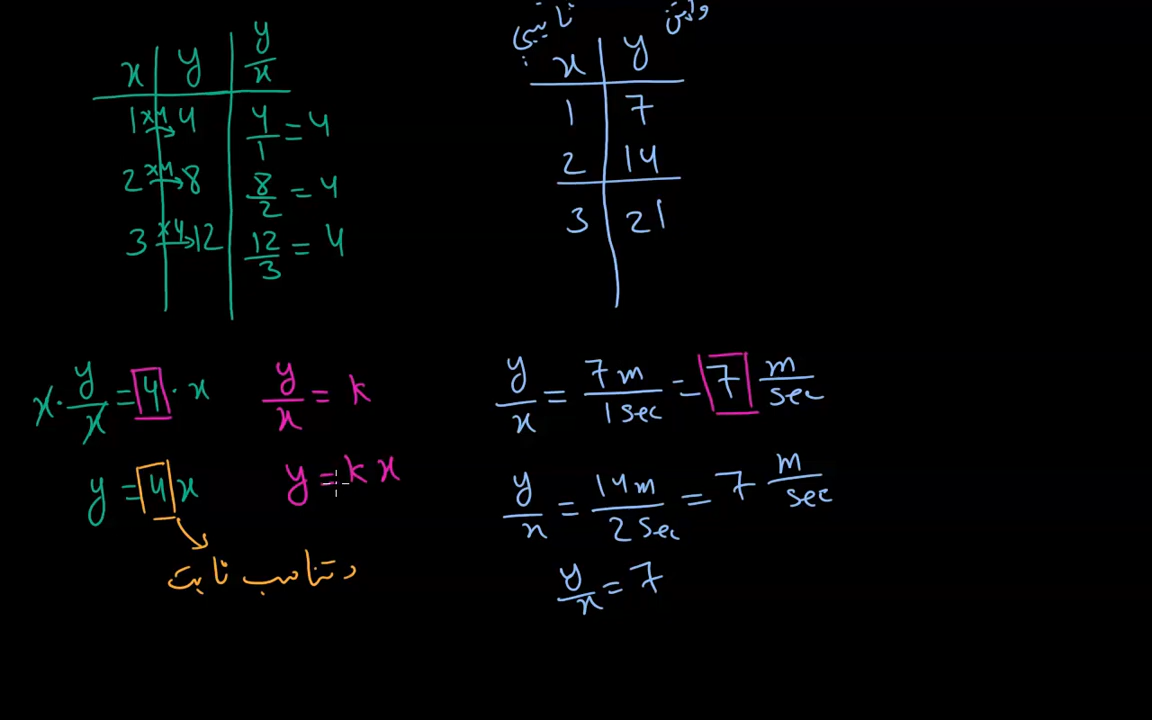 x y y/x
1 ×4 4 4/1 = 4
2 ×4 8 8/2 = 4
3 ×4 12 12/3 = 4
x · y/x = 4 · x
y = 4x
د تناسب ثابت
y/x = k
y = kx
ثانیې
x y
1 7
2 14
3 21
y/x = 7m/1sec = 7 m/sec
y/x = 14m/2sec = 7 m/sec
y/x = 7